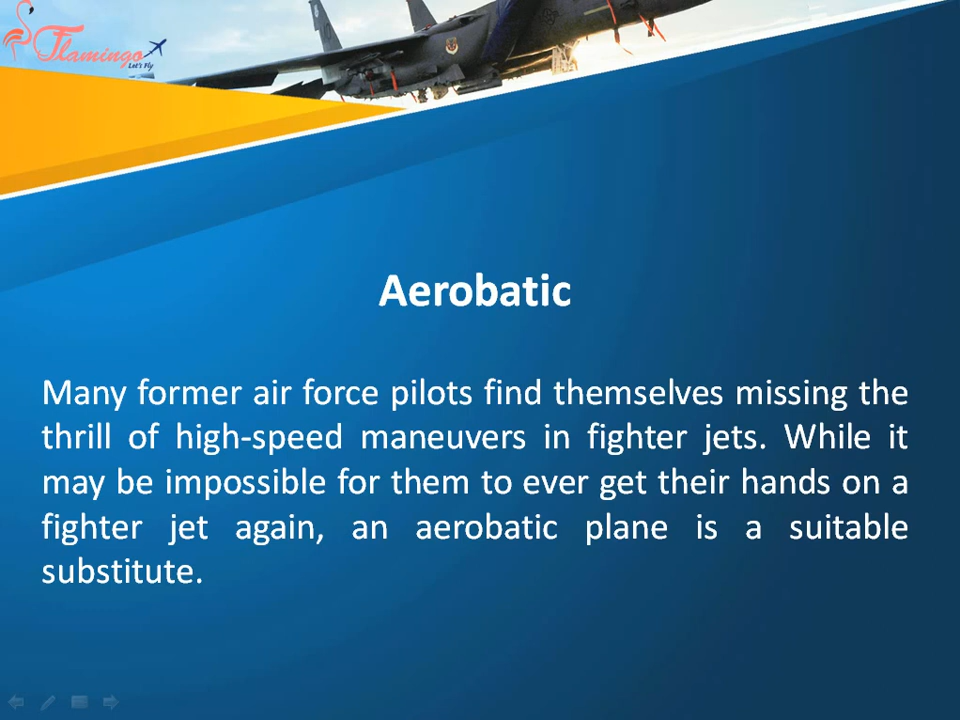 Flamingo
Let's Fly
Aerobatic
Many former air force pilots find themselves missing the
thrill of high-speed maneuvers in fighter jets. While it
may be impossible for them to ever get their hands on a
fighter jet again, an aerobatic plane is a suitable
substitute.